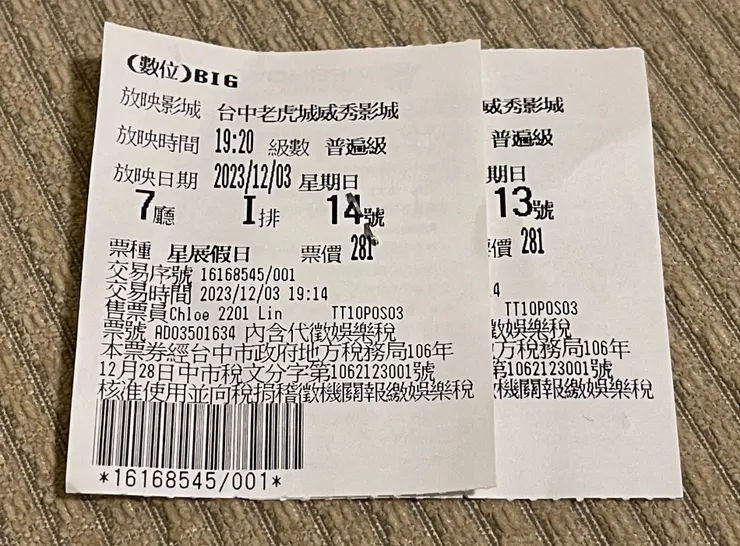 (數位)BIG
放映影城 台中老虎城威秀影城
放映時間 19:20 級數 普遍級
放映日期 2023/12/03 星期日
7廳 I排 14號
票種 星展假日 票價 281
交易序號 16168545/001
交易時間 2023/12/03 19:14
售票員Chloe 2201 Lin TT10POS03
票號 AD03501634 內含代徵娛樂稅
本票券經台中市政府地方稅務局106年
12月28日中市稅文分字第1062123001號
核准使用並向稅捐稽徵機關報繳娛樂稅
*16168545/001*
威秀影城
普遍級
期日
13號
票價 281
4
TT10POS03
徵娛樂稅
方稅務局106年
第1062123001號
徵機關報繳娛樂稅